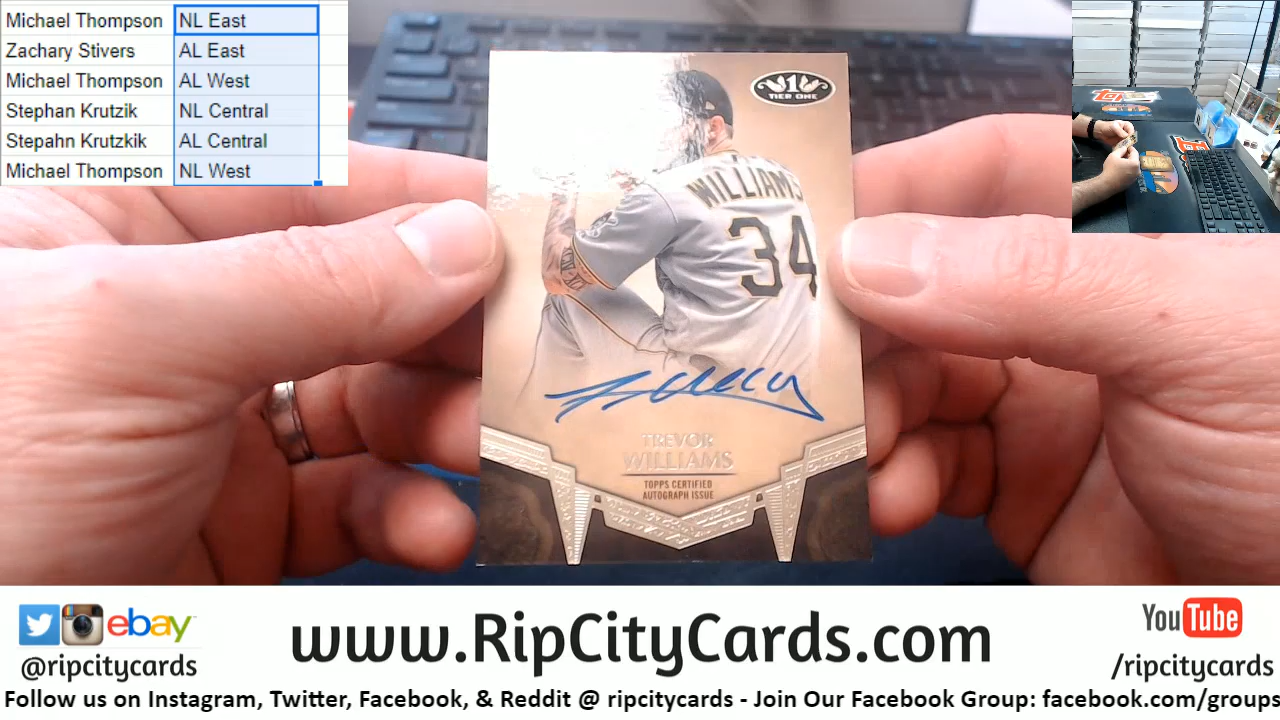 Michael Thompson NL East
Zachary Stivers AL East
Michael Thompson AL West
Stephan Krutzik NL Central
Stepahn Krutzkik AL Central
Michael Thompson NL West
1
TIER ONE
WILLIAMS
34
TREVOR
WILLIAMS
TOPPS CERTIFIED
AUTOGRAPH ISSUE
ebay
@ripcitycards
www.RipCityCards.com
YouTube
/ripcitycards
Follow us on Instagram, Twitter, Facebook, & Reddit @ ripcitycards - Join Our Facebook Group: facebook.com/groups